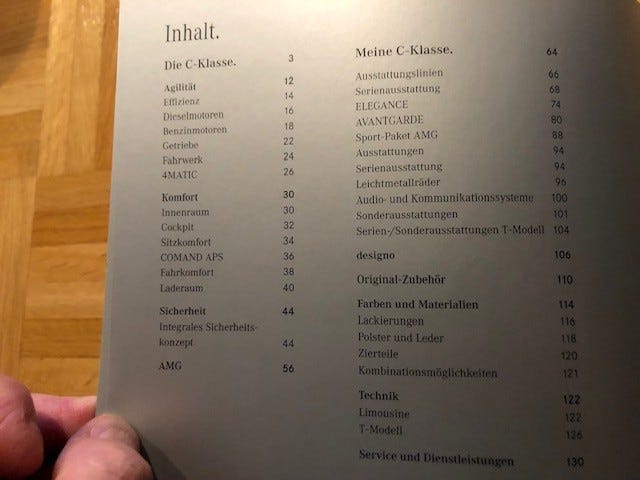 Inhalt.
Die C-Klasse. 3
Agilität 12
Effizienz 14
Dieselmotoren 16
Benzinmotoren 18
Getriebe 22
Fahrwerk 24
4MATIC 26
Komfort 30
Innenraum 30
Cockpit 32
Sitzkomfort 34
COMAND APS 36
Fahrkomfort 38
Laderaum 40
Sicherheit 44
Integrales Sicherheits-
konzept 44
AMG 56
Meine C-Klasse. 64
Ausstattungslinien 66
Serienausstattung 68
ELEGANCE 74
AVANTGARDE 80
Sport-Paket AMG 88
Ausstattungen 94
Serienausstattung 94
Leichtmetallräder 96
Audio- und Kommunikationssysteme 100
Sonderausstattungen 101
Serien-/Sonderausstattungen T-Modell 104
designo 106
Original-Zubehör 110
Farben und Materialien 114
Lackierungen 116
Polster und Leder 118
Zierteile 120
Kombinationsmöglichkeiten 121
Technik 122
Limousine 122
T-Modell 126
Service und Dienstleistungen 130